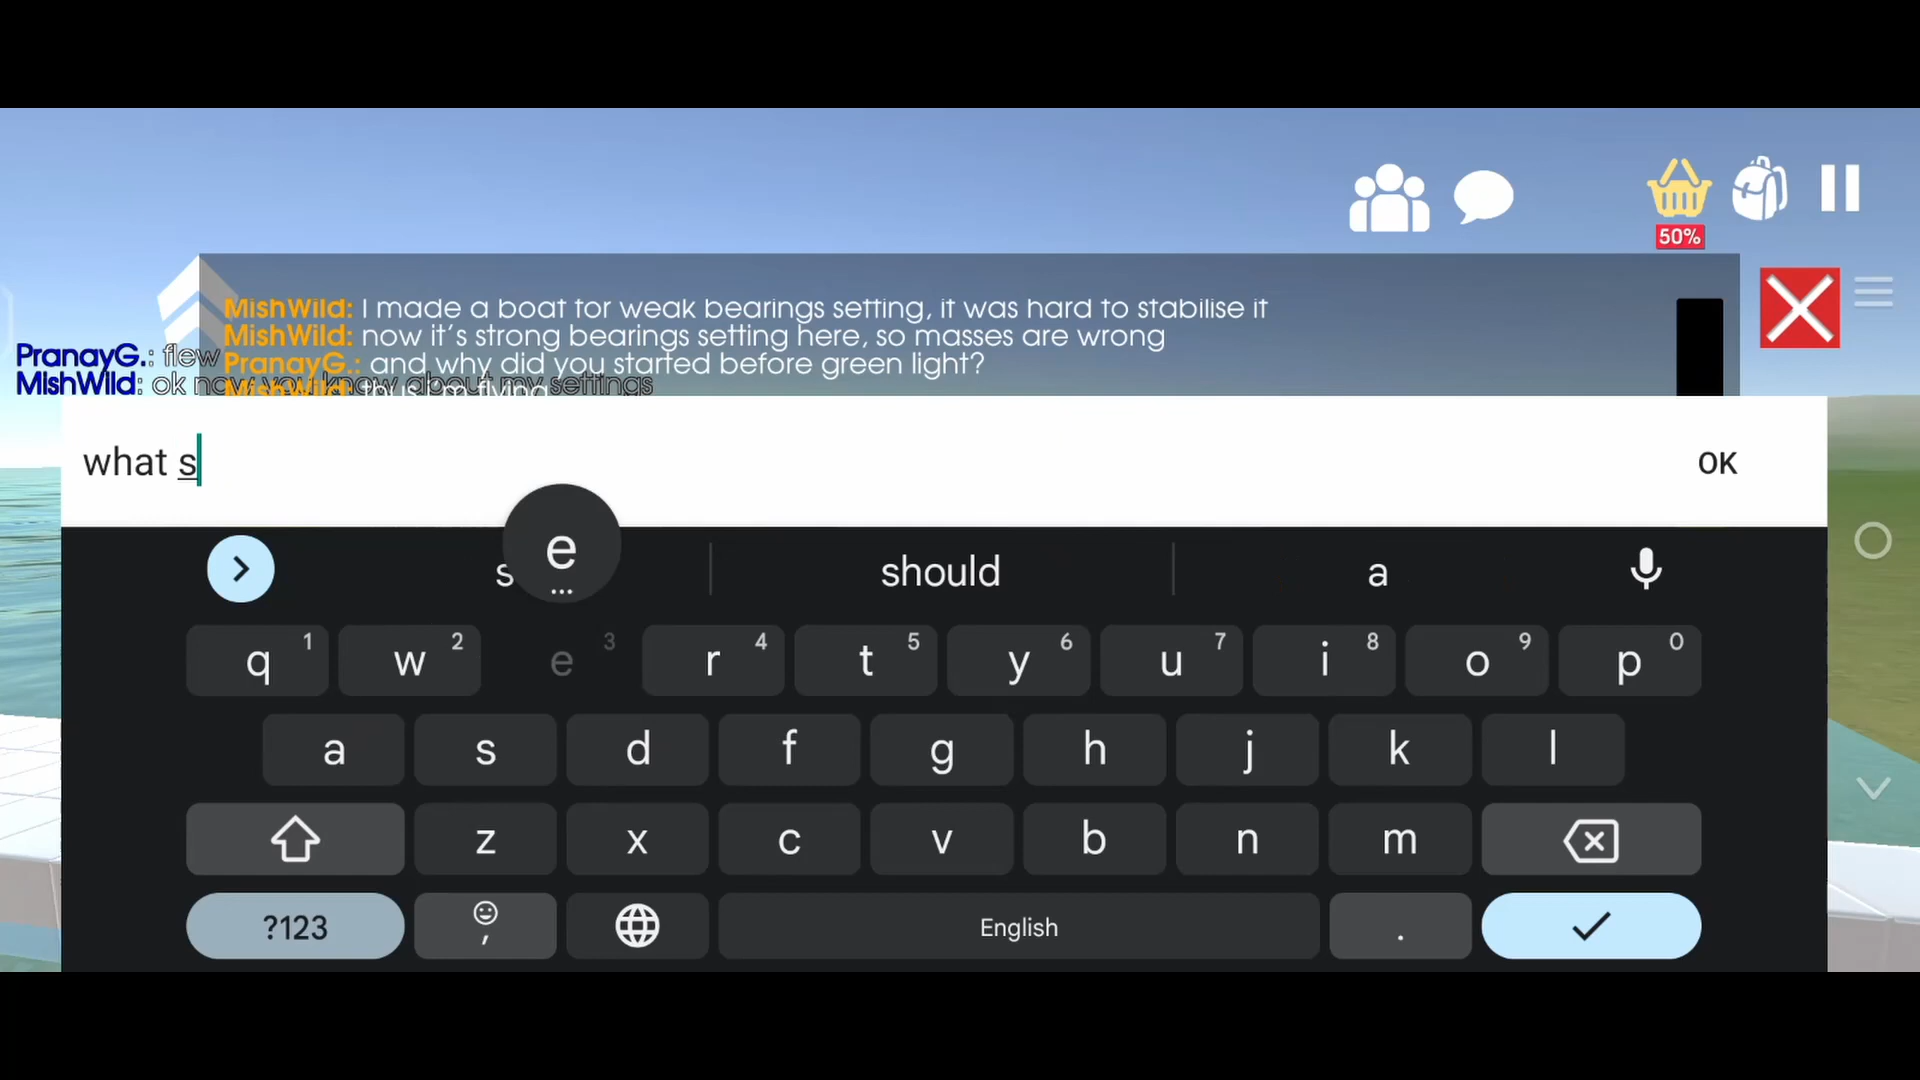 50%
MishWild: I made a boat for weak bearings setting, it was hard to stabilise it
MishWild: now it's strong bearings setting here, so masses are wrong
PranayG.: and why did you started before green light?
MishWild: thus i'm flying
PranayG.: flew
MishWild: ok now you know about my settings
what s
OK
e
...
s
should
a
q 1 w 2 e 3 r 4 t 5 y 6 u 7 i 8 o 9 p 0
a s d f g h j k l
z x c v b n m
?123 , English .